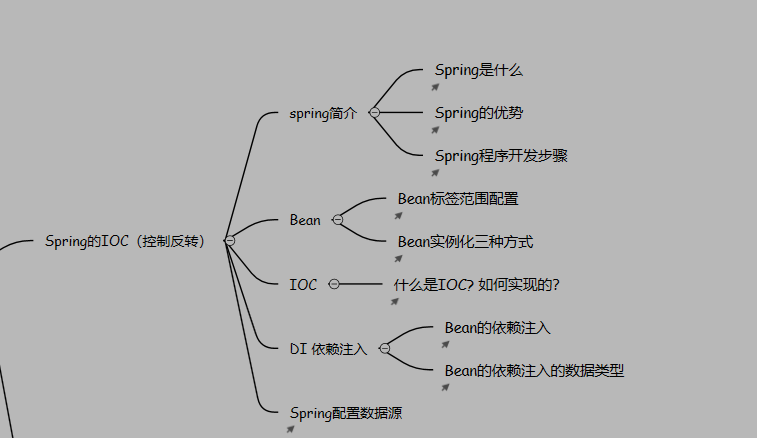 Spring的IOC（控制反转）
spring简介
Spring是什么
Spring的优势
Spring程序开发步骤
Bean
Bean标签范围配置
Bean实例化三种方式
IOC
什么是IOC? 如何实现的?
DI 依赖注入
Bean的依赖注入
Bean的依赖注入的数据类型
Spring配置数据源